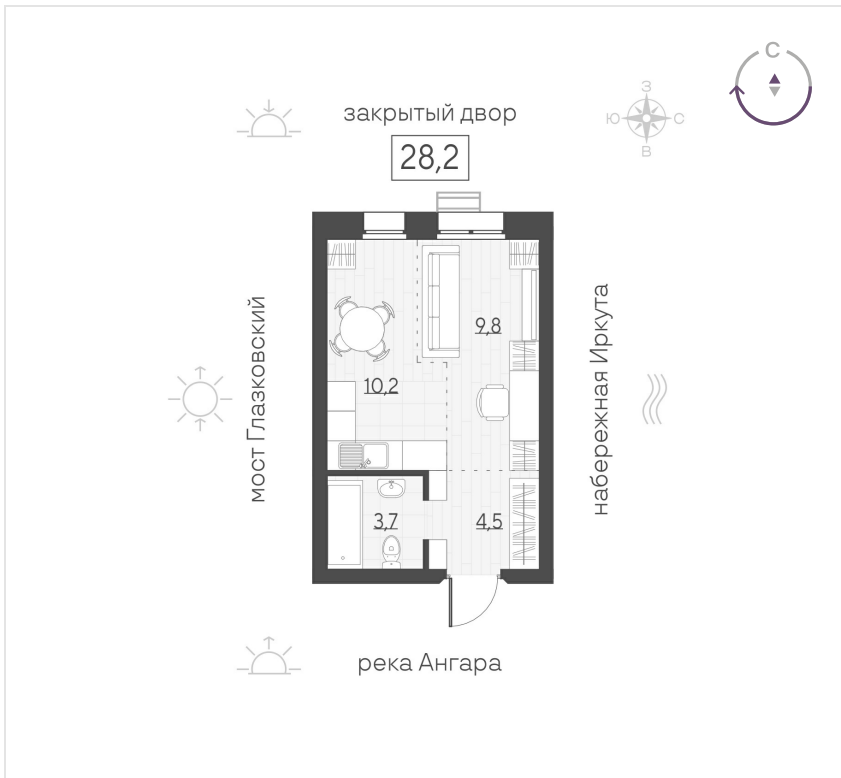 С
закрытый двор
З
Ю
С
В
28,2
мост Глазковский
набережная Иркута
9,8
10,2
3,7
4,5
река Ангара